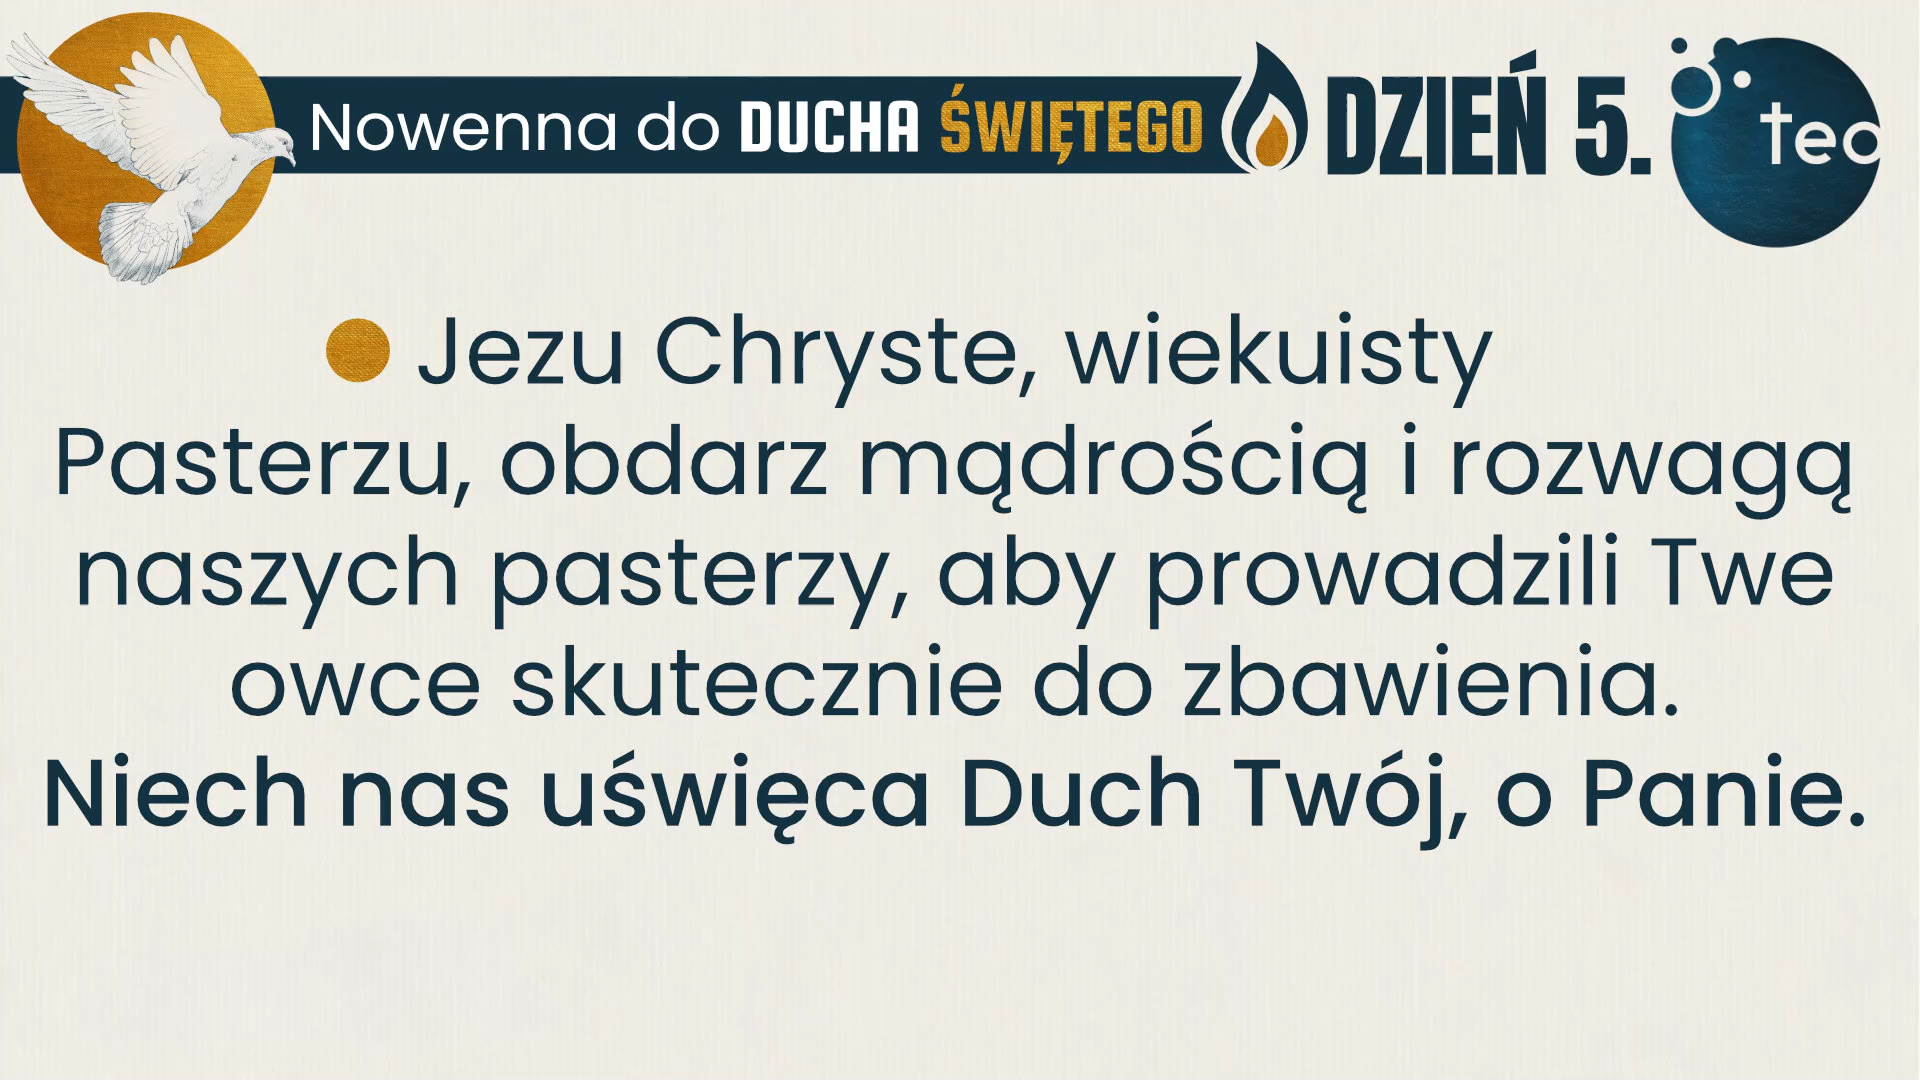 Nowenna do DUCHA ŚWIĘTEGO DZIEŃ 5.
teo
Jezu Chryste, wiekuisty
Pasterzu, obdarz mądrością i rozwagą
naszych pasterzy, aby prowadzili Twe
owce skutecznie do zbawienia.
Niech nas uświęca Duch Twój, o Panie.